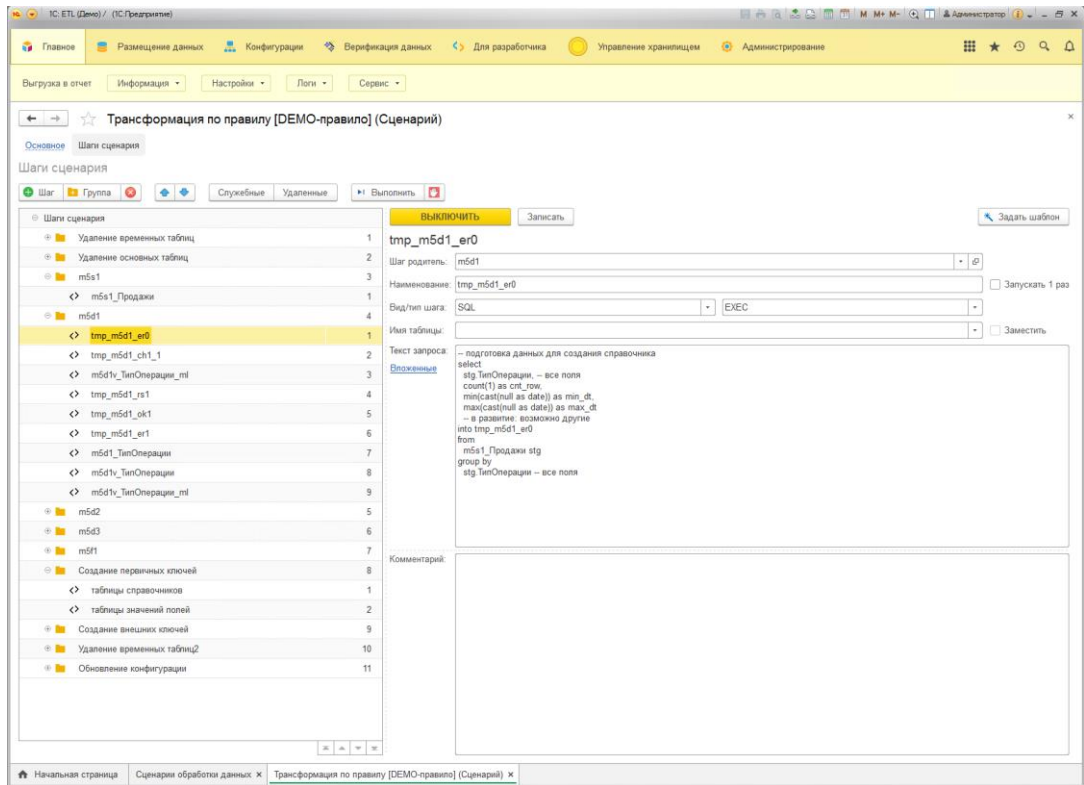 1С: ETL (Демо) / (1С:Предприятие)
M M+ M- Администратор
Главное Размещение данных Конфигурации Верификация данных Для разработчика Управление хранилищем Администрирование
Выгрузка в отчет Информация Настройки Логи Сервис
Трансформация по правилу [DEMO-правило] (Сценарий)
Основное Шаги сценария
Шаги сценария
Шаг Группа Служебные Удаленные Выполнить
Шаги сценария
Удаление временных таблиц 1
Удаление основных таблиц 2
m5s1 3
m5s1_Продажи 1
m5d1 4
tmp_m5d1_er0 1
tmp_m5d1_ch1_1 2
m5d1v_ТипОперации_ml 3
tmp_m5d1_rs1 4
tmp_m5d1_ok1 5
tmp_m5d1_er1 6
m5d1_ТипОперации 7
m5d1v_ТипОперации 8
m5d1v_ТипОперации_ml 9
m5d2 5
m5d3 6
m5f1 7
Создание первичных ключей 8
таблицы справочников 1
таблицы значений полей 2
Создание внешних ключей 9
Удаление временных таблиц2 10
Обновление конфигурации 11
ВЫКЛЮЧИТЬ Записать Задать шаблон
tmp_m5d1_er0
Шаг родитель: m5d1
Наименование: tmp_m5d1_er0 Запускать 1 раз
Вид/тип шага: SQL EXEC
Имя таблицы: Заместить
Текст запроса:
Вложенные
-- подготовка данных для создания справочника
select
stg.ТипОперации, -- все поля
count(1) as cnt_row,
min(cast(null as date)) as min_dt,
max(cast(null as date)) as max_dt
-- в развитие: возможно другие
into tmp_m5d1_er0
from
m5s1_Продажи stg
group by
stg.ТипОперации -- все поля
Комментарий:
Начальная страница Сценарии обработки данных Трансформация по правилу [DEMO-правило] (Сценарий)